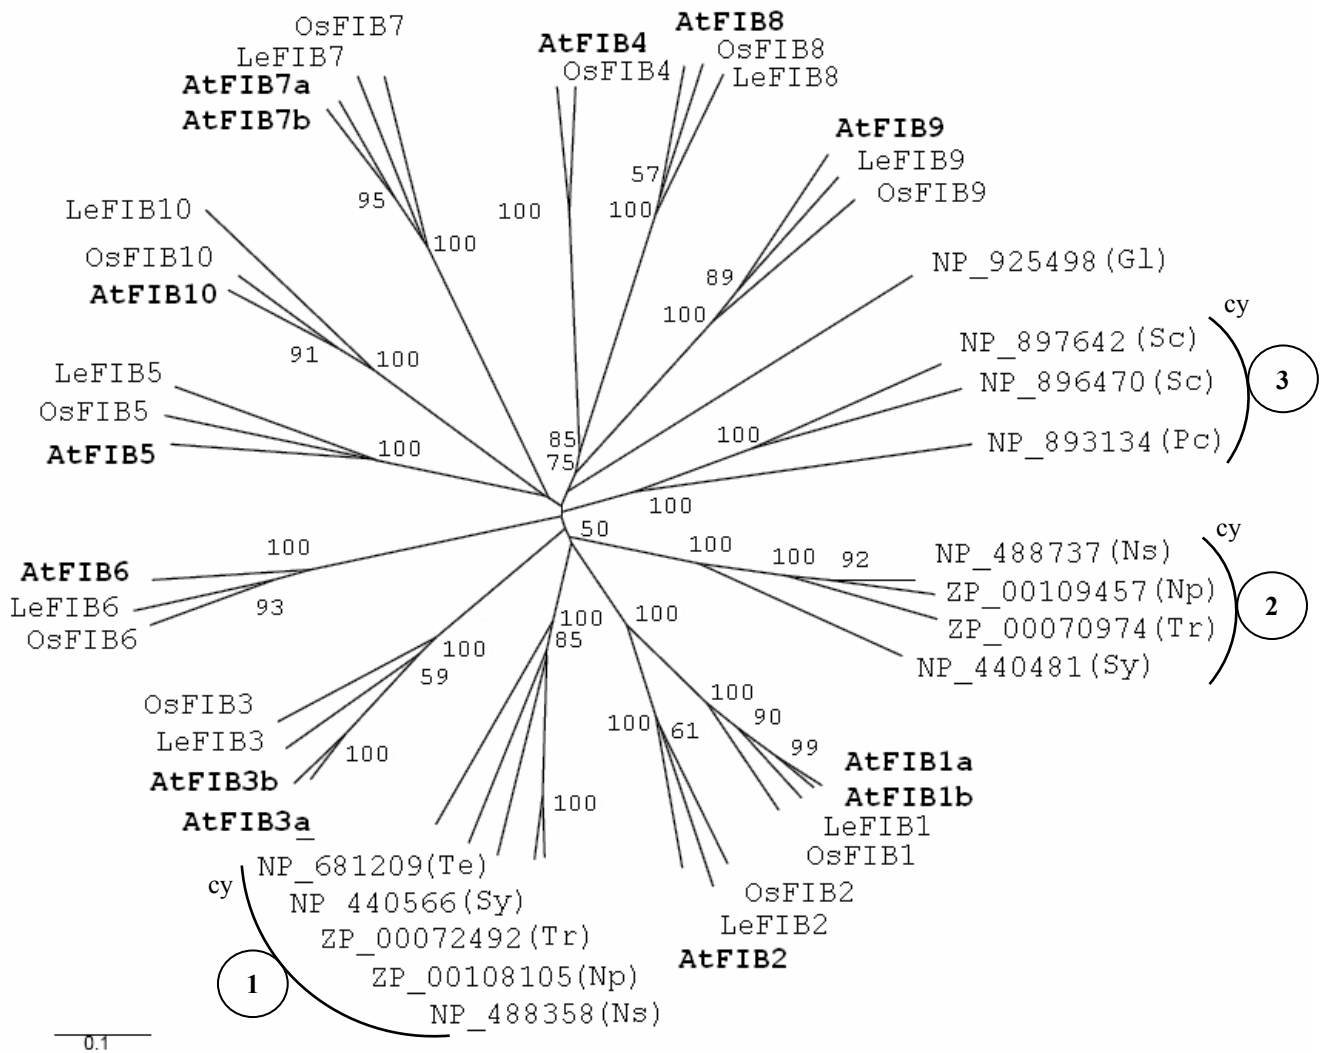 OsFIB7
LeFIB7
AtFIB7a
AtFIB7b
95
100
AtFIB4
OsFIB4
100
AtFIB8
OsFIB8
LeFIB8
57
100
AtFIB9
LeFIB9
OsFIB9
89
100
NP_925498(Gl)
cy
NP_897642(Sc)
NP_896470(Sc)
NP_893134(Pc)
3
100
100
LeFIB10
OsFIB10
AtFIB10
91
100
LeFIB5
OsFIB5
AtFIB5
100
85
75
50
AtFIB6
LeFIB6
OsFIB6
100
93
cy
NP_488737(Ns)
ZP_00109457(Np)
ZP_00070974(Tr)
NP_440481(Sy)
2
100
100
92
OsFIB3
LeFIB3
AtFIB3b
AtFIB3a
100
59
100
100
85
100
100
100
90
99
AtFIB1a
AtFIB1b
LeFIB1
OsFIB1
100
61
OsFIB2
LeFIB2
AtFIB2
cy
NP_681209(Te)
NP 440566(Sy)
ZP_00072492(Tr)
ZP_00108105(Np)
NP_488358(Ns)
1
0.1